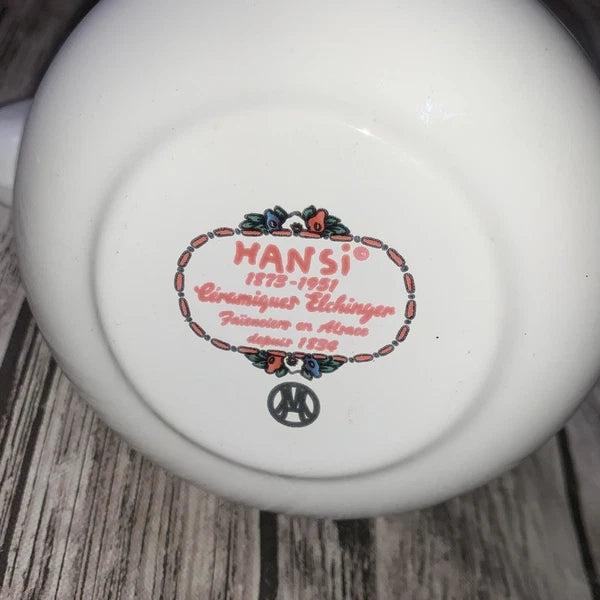 HANSi©
1873-1951
Céramiques Elchinger
Faïenciers en Alsace
depuis 1834